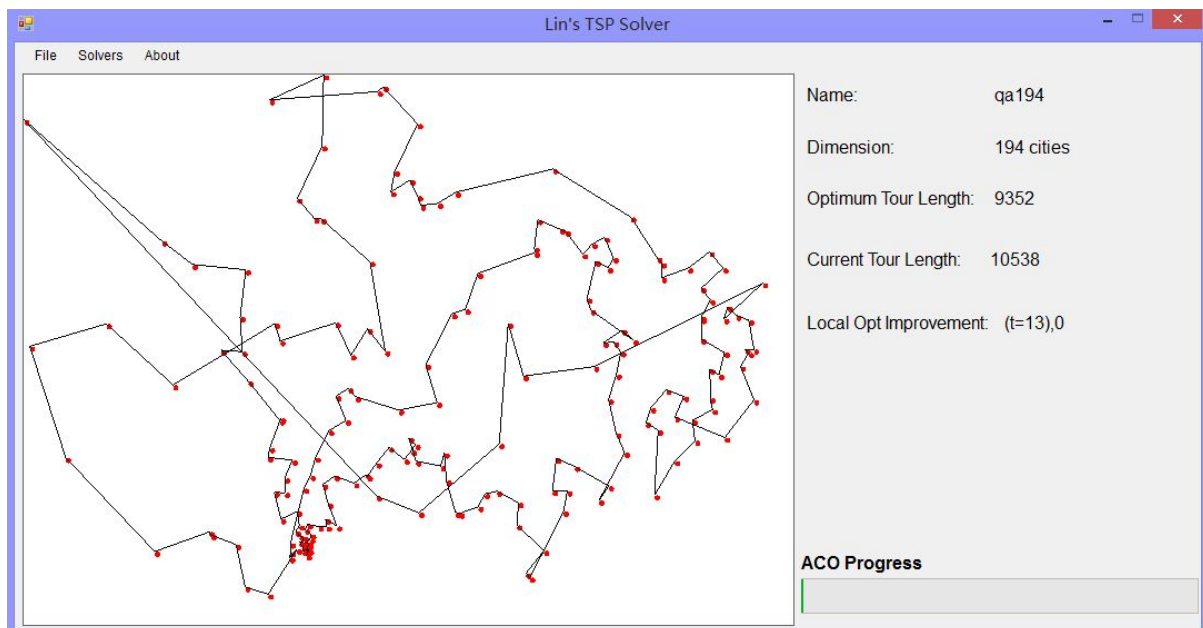 Lin's TSP Solver
File Solvers About
Name: qa194
Dimension: 194 cities
Optimum Tour Length: 9352
Current Tour Length: 10538
Local Opt Improvement: (t=13),0
ACO Progress